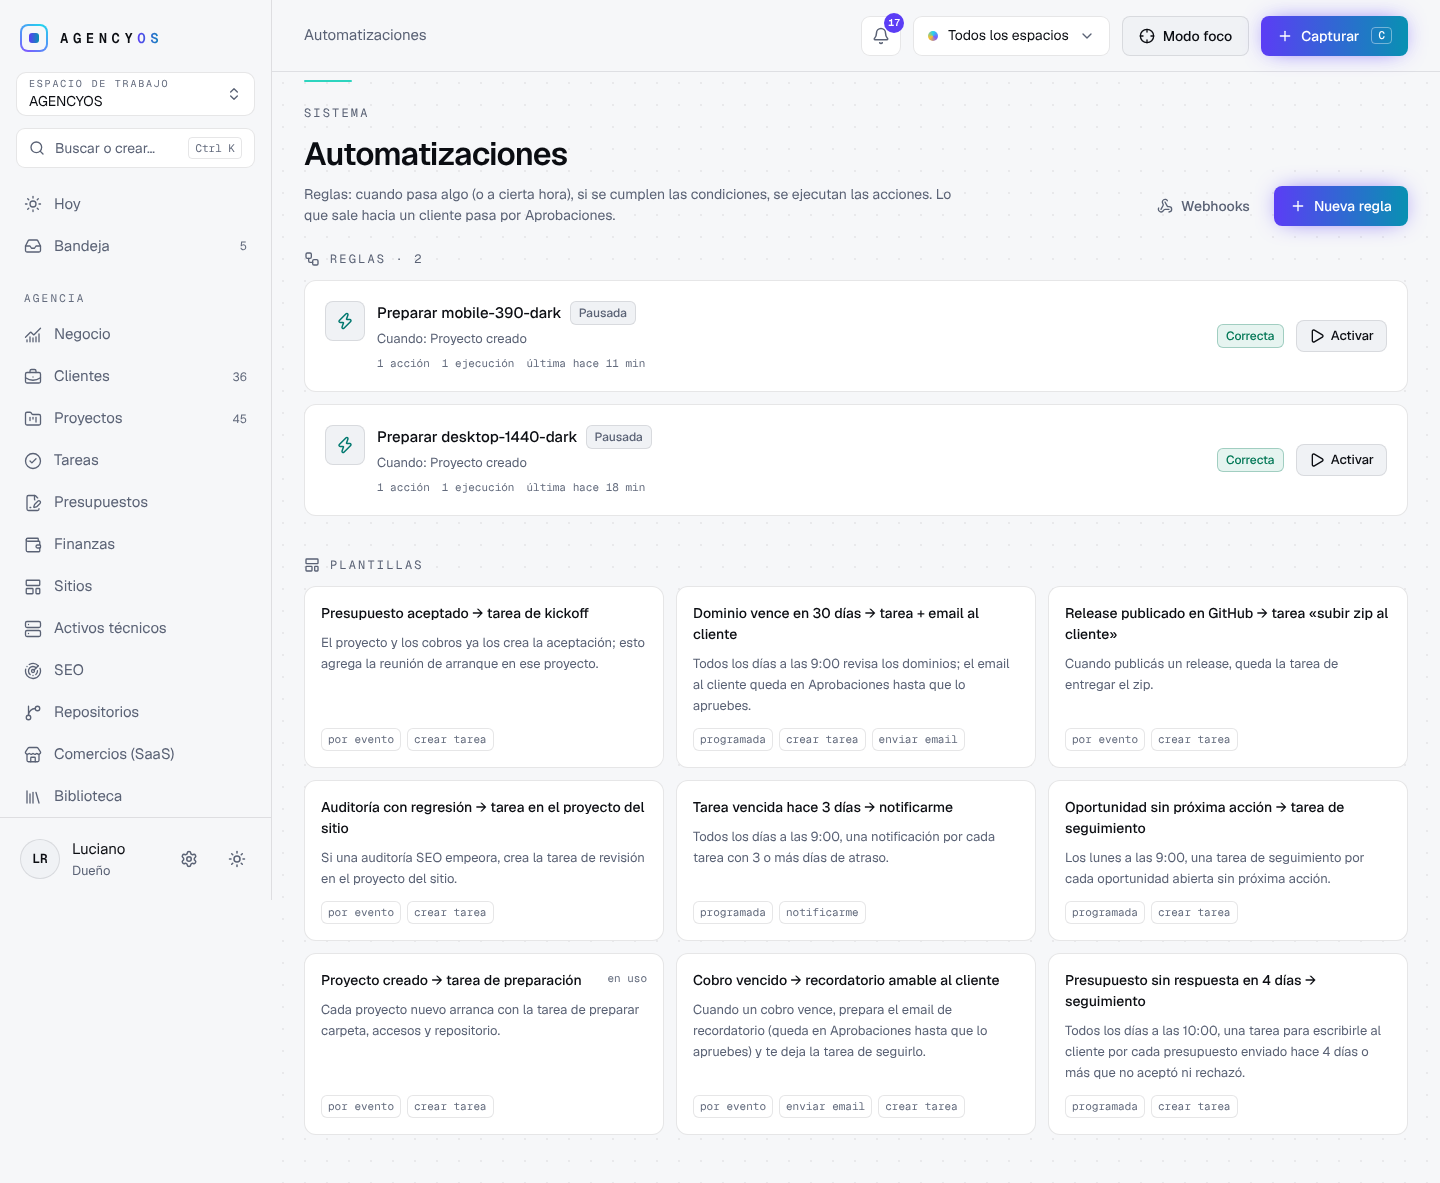 AGENCYOS
ESPACIO DE TRABAJO
AGENCYOS
Buscar o crear...
Ctrl K
Hoy
Bandeja
5
AGENCIA
Negocio
Clientes
36
Proyectos
45
Tareas
Presupuestos
Finanzas
Sitios
Activos técnicos
SEO
Repositorios
Comercios (SaaS)
Biblioteca
LR
Luciano
Dueño
Automatizaciones
17
Todos los espacios
Modo foco
Capturar
C
SISTEMA
Automatizaciones
Reglas: cuando pasa algo (o a cierta hora), si se cumplen las condiciones, se ejecutan las acciones. Lo
que sale hacia un cliente pasa por Aprobaciones.
Webhooks
Nueva regla
REGLAS · 2
Preparar mobile-390-dark
Pausada
Cuando: Proyecto creado
1 acción 1 ejecución última hace 11 min
Correcta
Activar
Preparar desktop-1440-dark
Pausada
Cuando: Proyecto creado
1 acción 1 ejecución última hace 18 min
Correcta
Activar
PLANTILLAS
Presupuesto aceptado → tarea de kickoff
El proyecto y los cobros ya los crea la aceptación; esto
agrega la reunión de arranque en ese proyecto.
por evento
crear tarea
Dominio vence en 30 días → tarea + email al
cliente
Todos los días a las 9:00 revisa los dominios; el email
al cliente queda en Aprobaciones hasta que lo
apruebes.
programada
crear tarea
enviar email
Release publicado en GitHub → tarea «subir zip al
cliente»
Cuando publicás un release, queda la tarea de
entregar el zip.
por evento
crear tarea
Auditoría con regresión → tarea en el proyecto del
sitio
Si una auditoría SEO empeora, crea la tarea de revisión
en el proyecto del sitio.
por evento
crear tarea
Tarea vencida hace 3 días → notificarme
Todos los días a las 9:00, una notificación por cada
tarea con 3 o más días de atraso.
programada
notificarme
Oportunidad sin próxima acción → tarea de
seguimiento
Los lunes a las 9:00, una tarea de seguimiento por
cada oportunidad abierta sin próxima acción.
programada
crear tarea
Proyecto creado → tarea de preparación
en uso
Cada proyecto nuevo arranca con la tarea de preparar
carpeta, accesos y repositorio.
por evento
crear tarea
Cobro vencido → recordatorio amable al cliente
Cuando un cobro vence, prepara el email de
recordatorio (queda en Aprobaciones hasta que lo
apruebes) y te deja la tarea de seguirlo.
por evento
enviar email
crear tarea
Presupuesto sin respuesta en 4 días →
seguimiento
Todos los días a las 10:00, una tarea para escribirle al
cliente por cada presupuesto enviado hace 4 días o
más que no aceptó ni rechazó.
programada
crear tarea